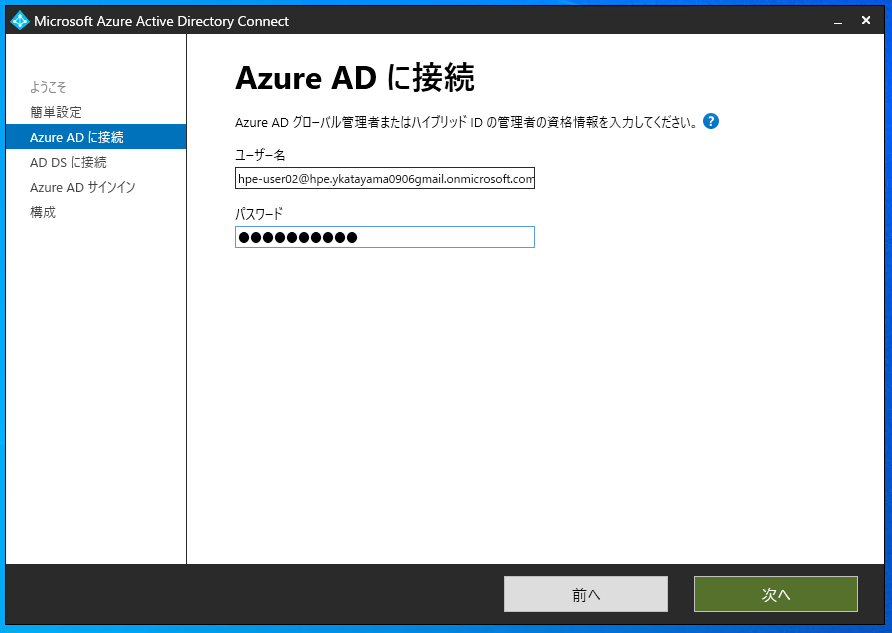 Microsoft Azure Active Directory Connect
ようこそ
簡単設定
Azure AD に接続
AD DS に接続
Azure AD サインイン
構成
Azure AD に接続
Azure AD グローバル管理者またはハイブリッド ID の管理者の資格情報を入力してください。 ?
ユーザー名
hpe-user02@hpe.ykatayama0906gmail.onmicrosoft.com
パスワード
●●●●●●●●●●
前へ
次へ